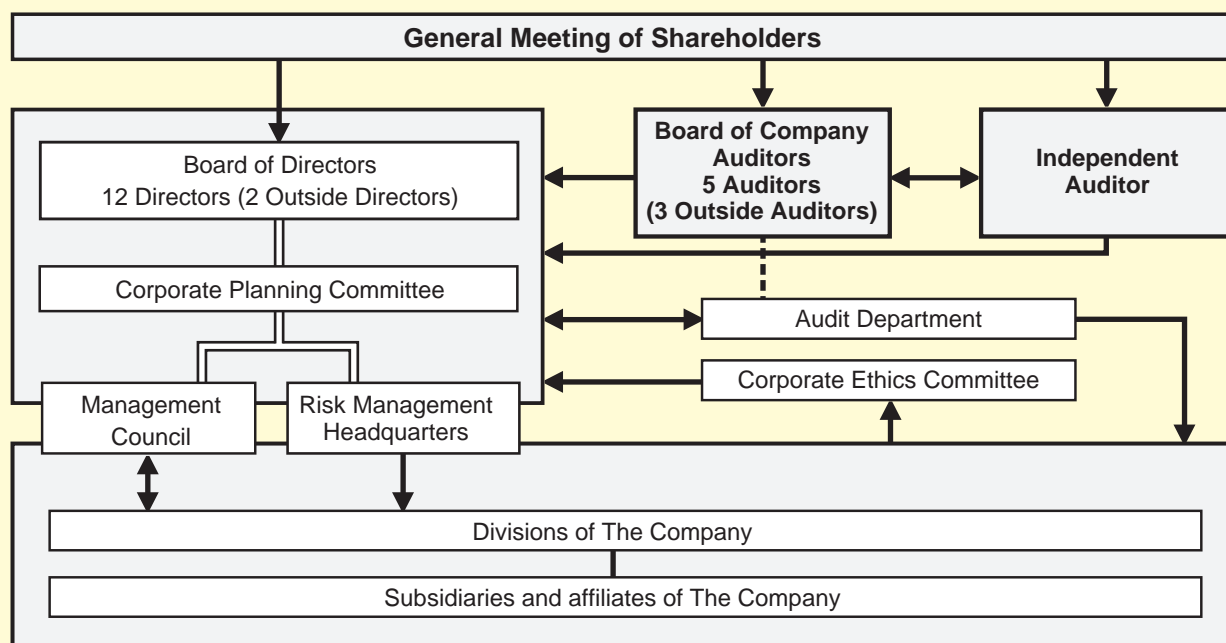 General Meeting of Shareholders
Board of Directors
12 Directors (2 Outside Directors)
Board of Company
Auditors
5 Auditors
(3 Outside Auditors)
Independent
Auditor
Corporate Planning Committee
Audit Department
Corporate Ethics Committee
Management
Council
Risk Management
Headquarters
Divisions of The Company
Subsidiaries and affiliates of The Company